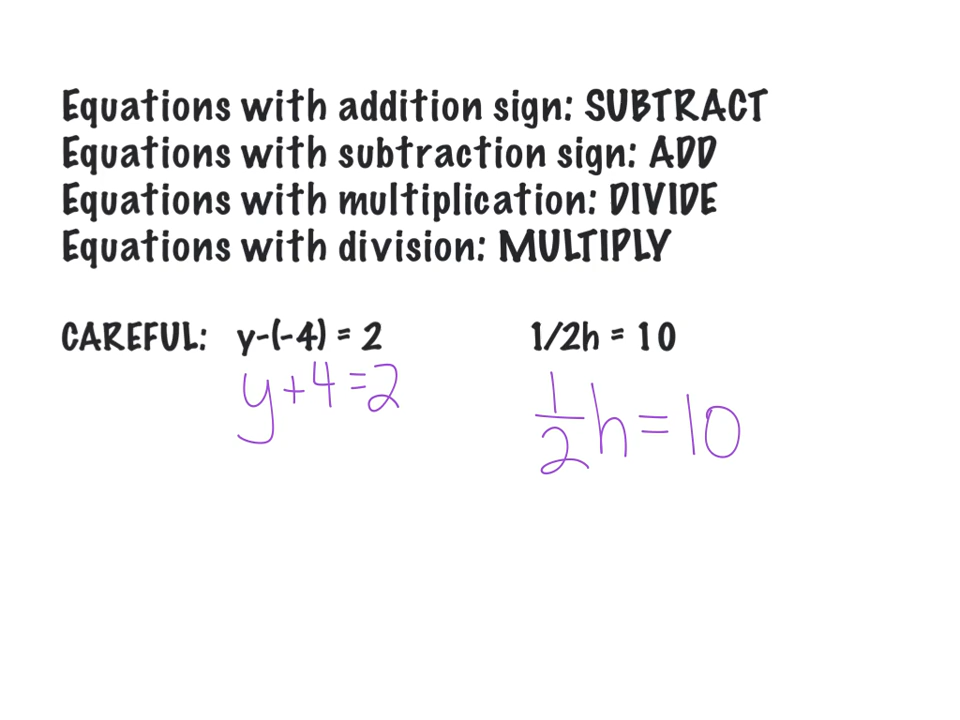 Equations with addition sign: SUBTRACT
Equations with subtraction sign: ADD
Equations with multiplication: DIVIDE
Equations with division: MULTIPLY
CAREFUL: y-(-4) = 2 1/2h = 10
y+4=2 1/2 h=10